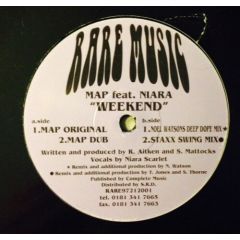 RARE MUSIC
MAP feat. NIARA
"WEEKEND"
a.side
b.side
1.MAP ORIGINAL
2.MAP DUB
1.NOEL WATSONS DEEP DOPE MIX *
2.STAXX SWING MIX
Written and produced by K. Aitken and S. Mattocks
Vocals by Niara Scarlet
* Remix and additional production by N. Watson
Remix and additional production by T. Jones and S. Thorne
Published by Complete Music
Distributed by S.R.D.
RARE97212001
tel. 0181 341 7665
fax. 0181 341 7663